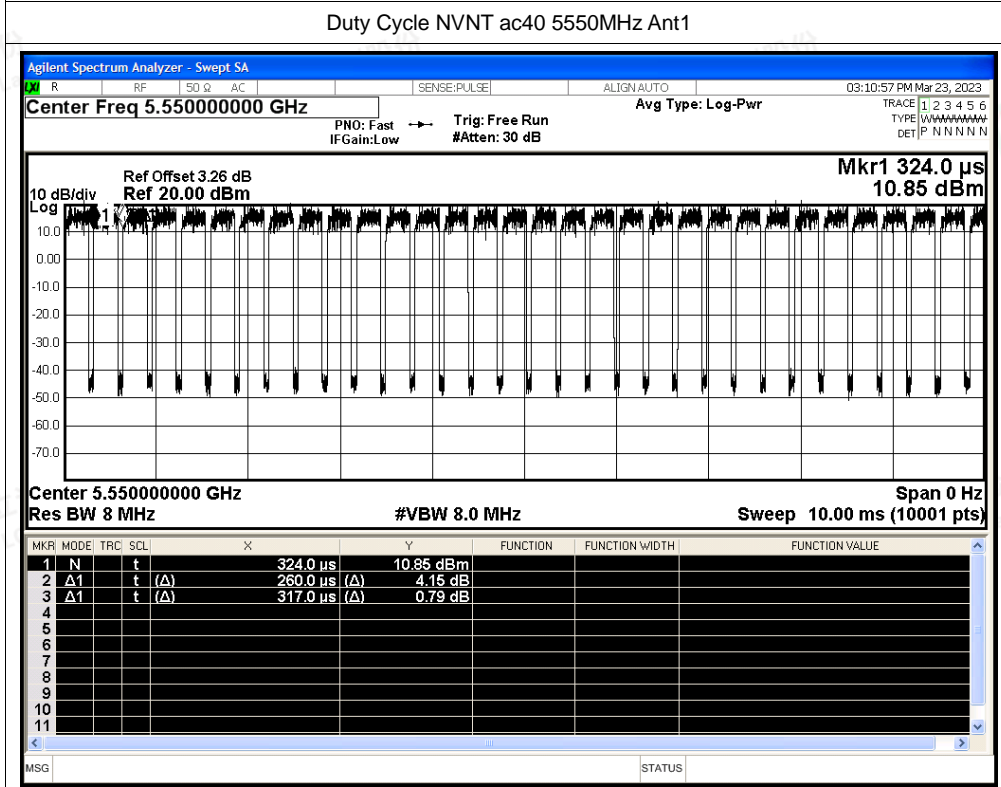 Duty Cycle NVNT ac40 5550MHz Ant1
Agilent Spectrum Analyzer - Swept SA
LXI R RF 50 Ω AC SENSE:PULSE ALIGN AUTO 03:10:57 PM Mar 23, 2023
Center Freq 5.550000000 GHz Avg Type: Log-Pwr TRACE 1 2 3 4 5 6
PNO: Fast Trig: Free Run TYPE W
IFGain:Low #Atten: 30 dB DET P N N N N N
Mkr1 324.0 µs
Ref Offset 3.26 dB
10 dB/div Ref 20.00 dBm 10.85 dBm
Log
1
10.0
0.00
-10.0
-20.0
-30.0
-40.0
-50.0
-60.0
-70.0
Center 5.550000000 GHz Span 0 Hz
Res BW 8 MHz #VBW 8.0 MHz Sweep 10.00 ms (10001 pts)
MKR MODE TRC SCL X Y FUNCTION FUNCTION WIDTH FUNCTION VALUE
1 N t 324.0 µs 10.85 dBm
2 Δ1 t (Δ) 260.0 µs (Δ) 4.15 dB
3 Δ1 t (Δ) 317.0 µs (Δ) 0.79 dB
4
5
6
7
8
9
10
11
MSG STATUS